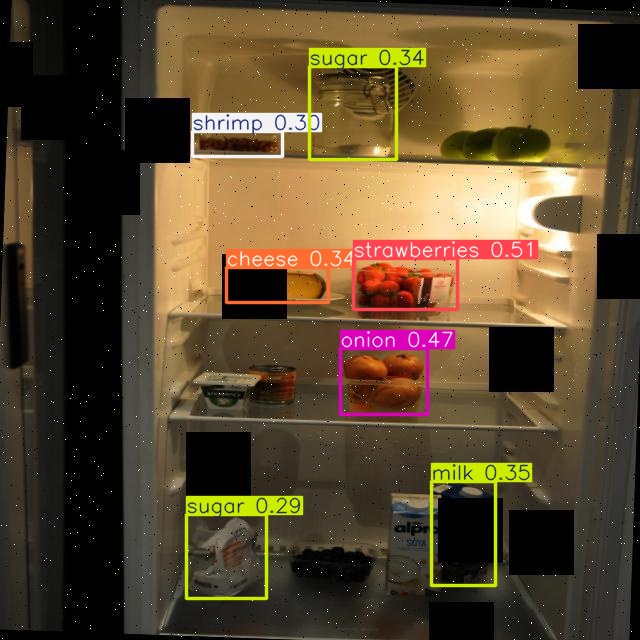 sugar 0.34
shrimp 0.30
cheese 0.34
strawberries 0.51
onion 0.47
milk 0.35
sugar 0.29
alpro
SOYA